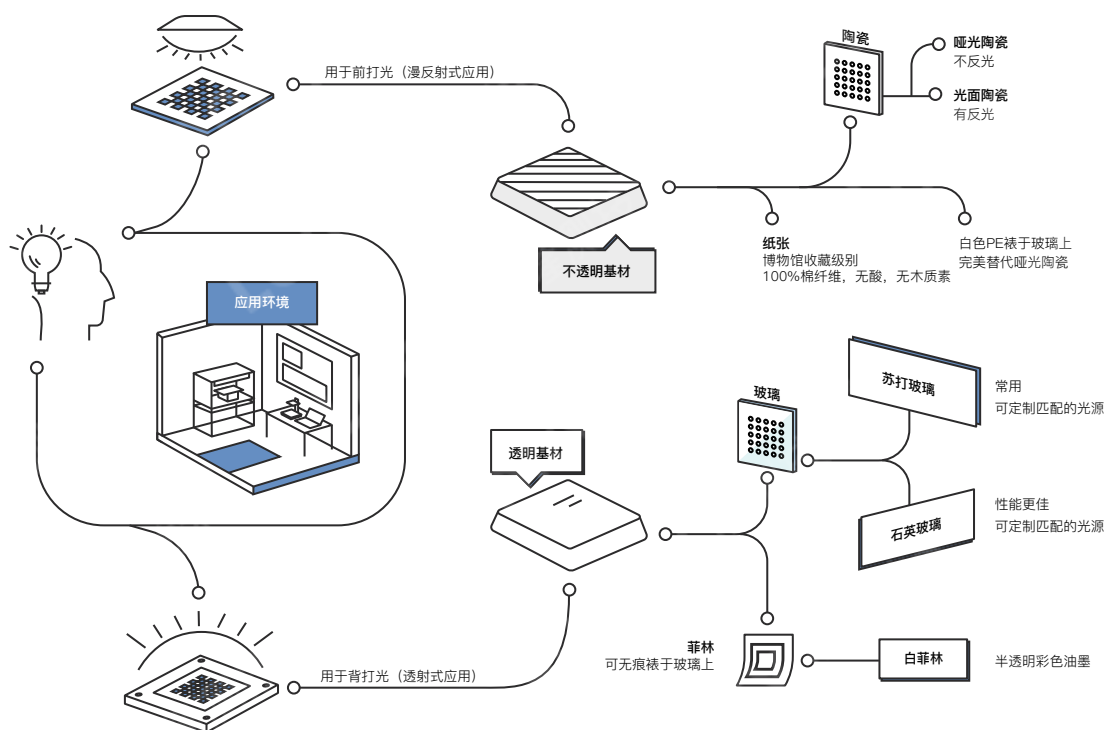 用于前打光（漫反射式应用）
陶瓷
哑光陶瓷
不反光
光面陶瓷
有反光
不透明基材
纸张
博物馆收藏级别
100%棉纤维，无酸，无木质素
白色PE裱于玻璃上
完美替代哑光陶瓷
应用环境
透明基材
玻璃
苏打玻璃
常用
可定制匹配的光源
石英玻璃
性能更佳
可定制匹配的光源
用于背打光（透射式应用）
菲林
可无痕裱于玻璃上
白菲林
半透明彩色油墨